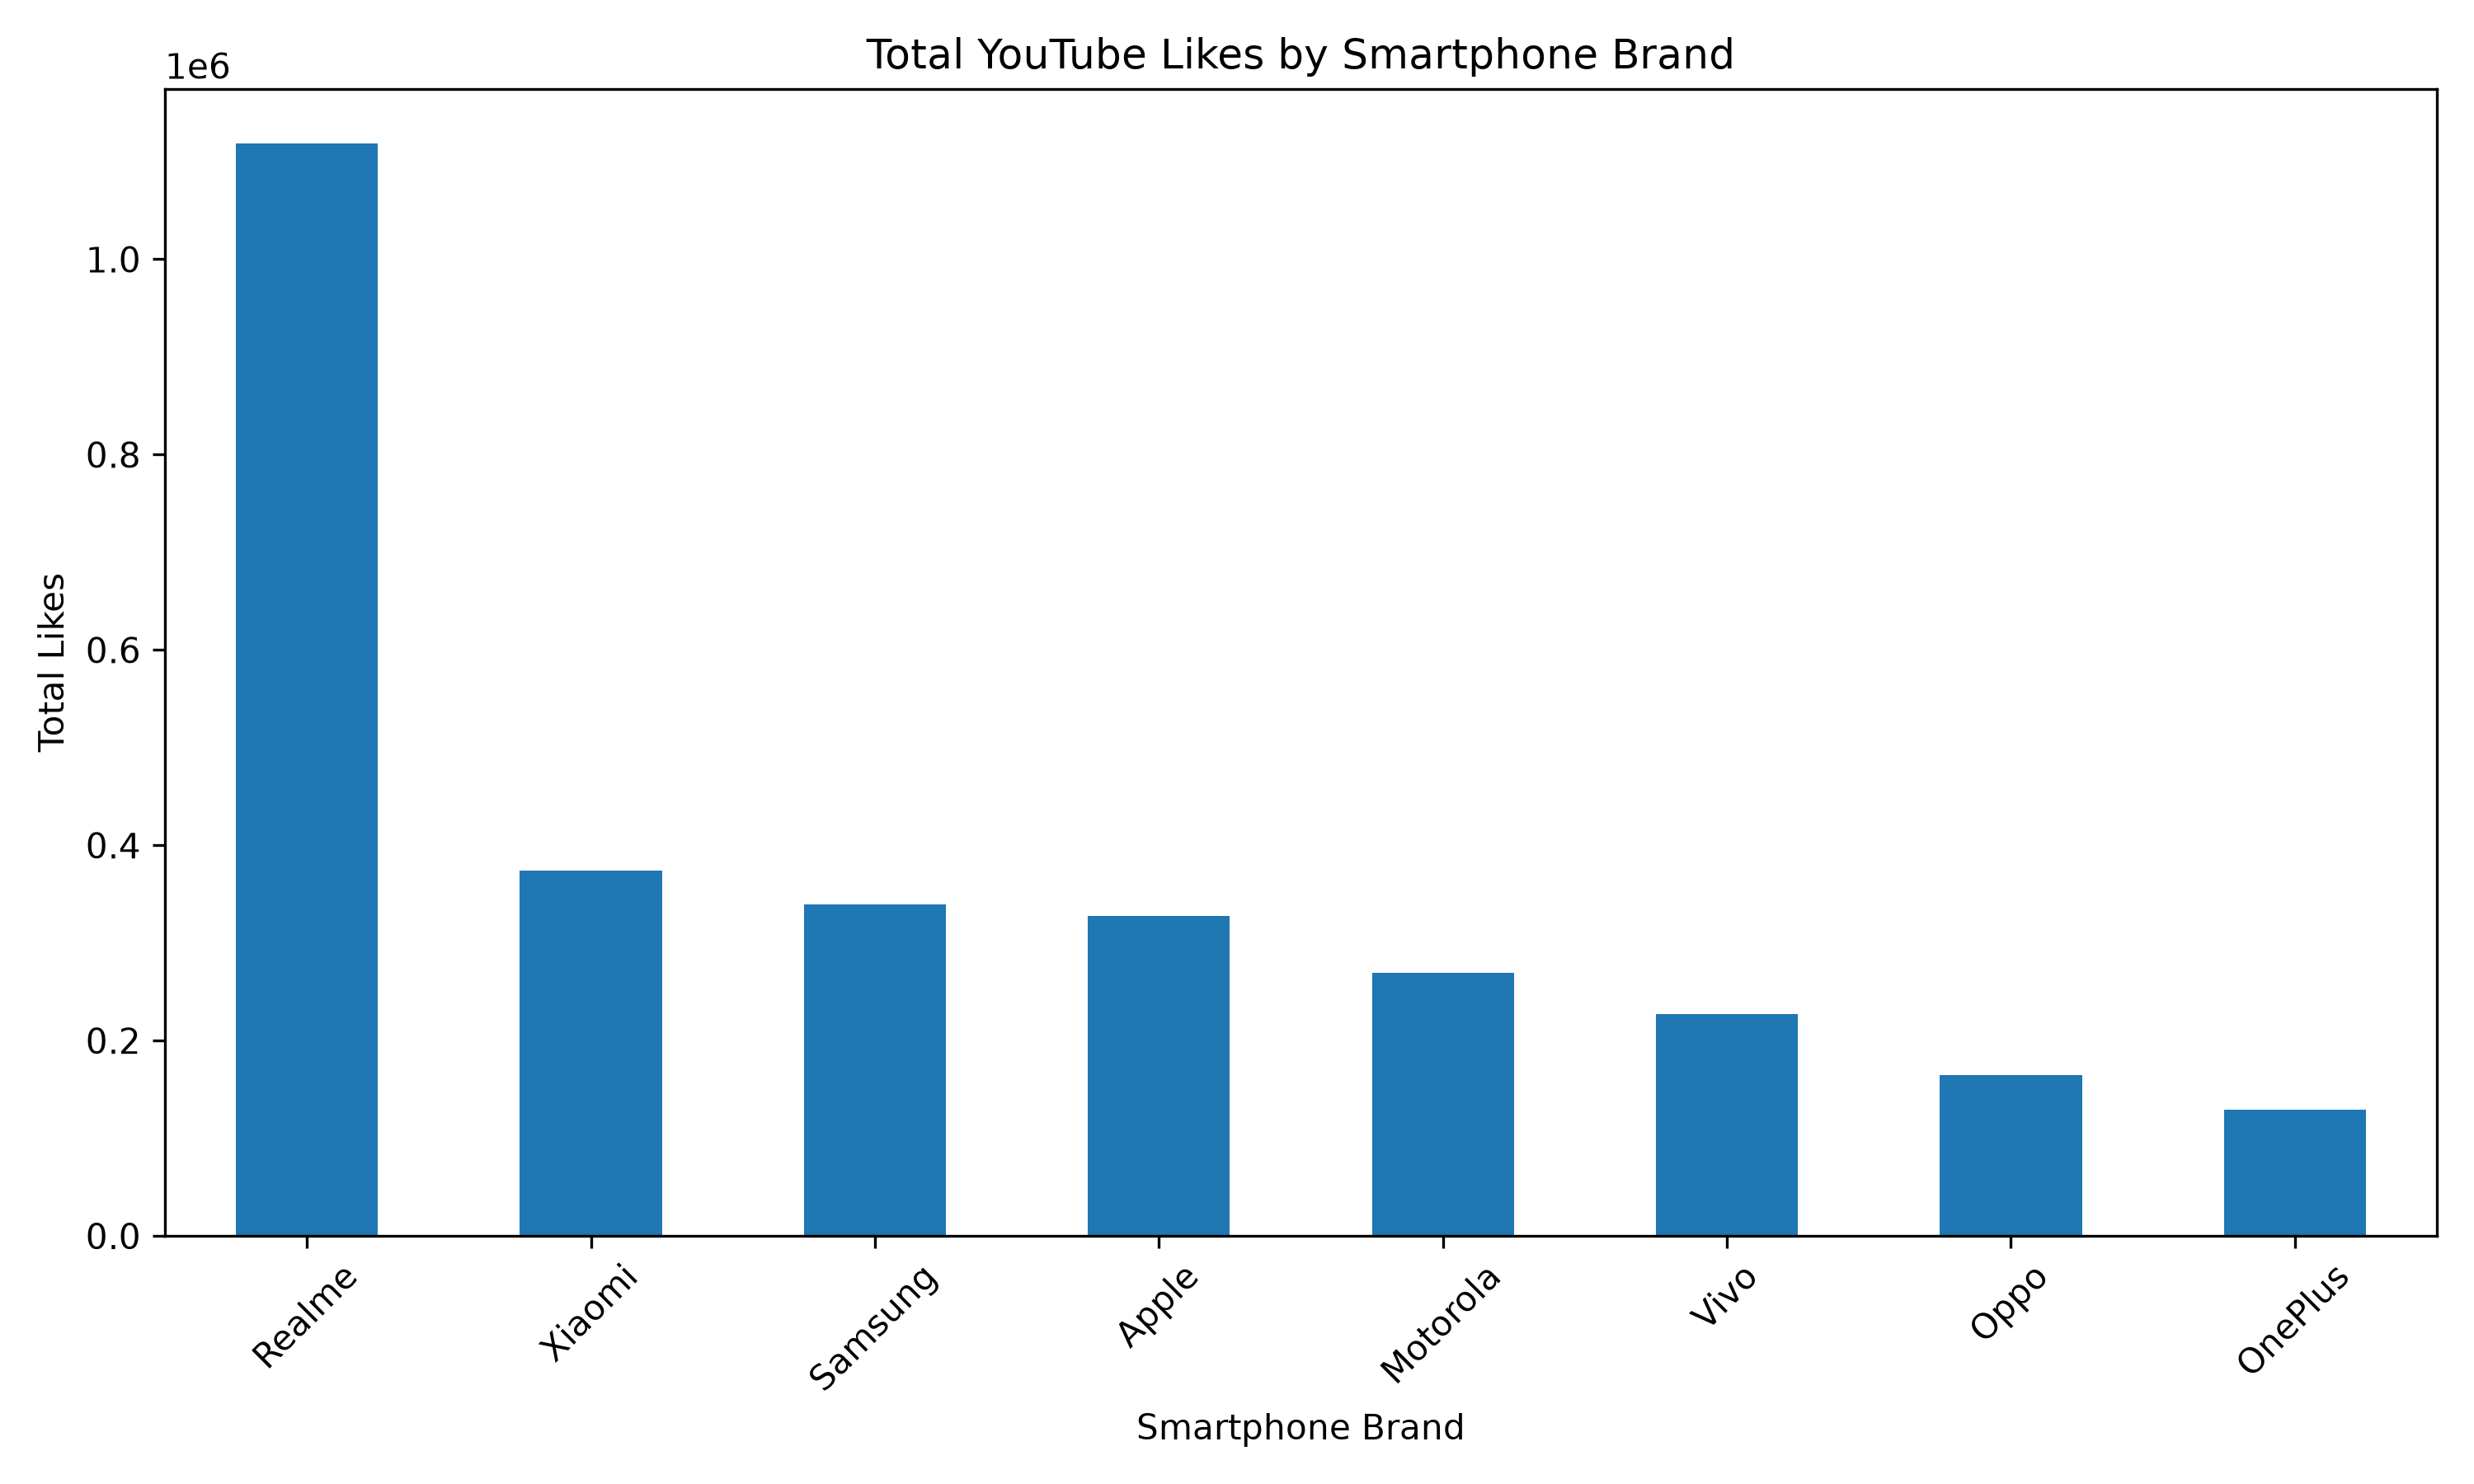 Total YouTube Likes by Smartphone Brand
1e6
1.0
0.8
0.6
0.4
0.2
0.0
Total Likes
Realme
Xiaomi
Samsung
Apple
Motorola
Vivo
Oppo
OnePlus
Smartphone Brand